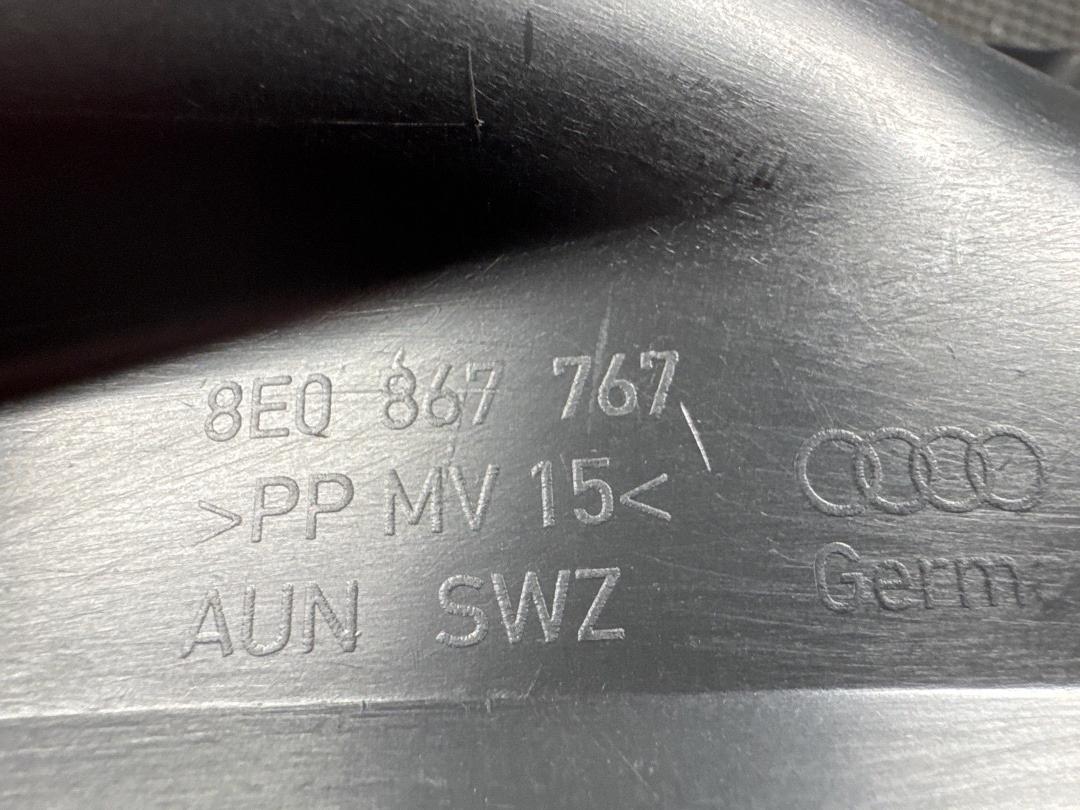 8E0 867 767
>PP MV 15<
AUN SWZ
Germ